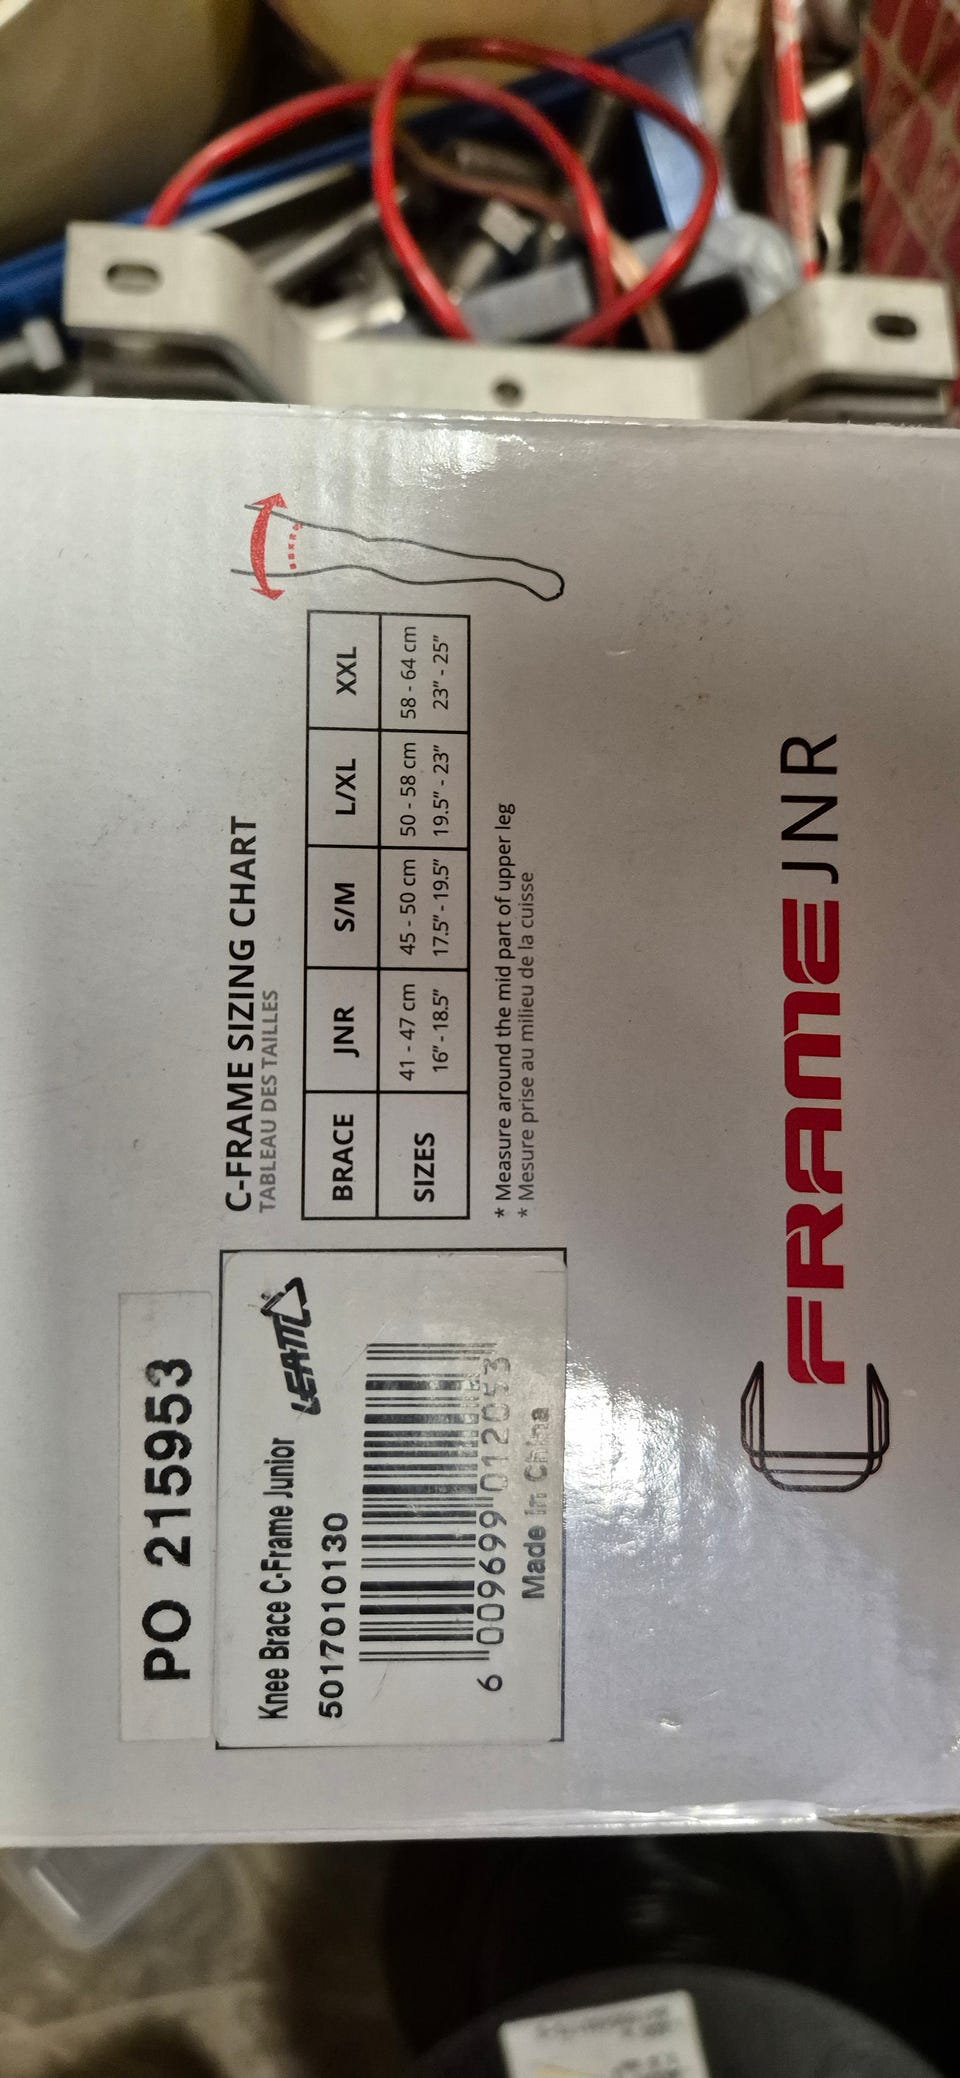 PO 215953
Knee Brace C-Frame Junior
LEATT
5017010130
6 009699 012053
Made In China
C-FRAME SIZING CHART
TABLEAU DES TAILLES
BRACE JNR S/M L/XL XXL
SIZES 41 - 47 cm 45 - 50 cm 50 - 58 cm 58 - 64 cm
16" - 18.5" 17.5" - 19.5" 19.5" - 23" 23" - 25"
* Measure around the mid part of upper leg
* Mesure prise au milieu de la cuisse
C FRAME JNR